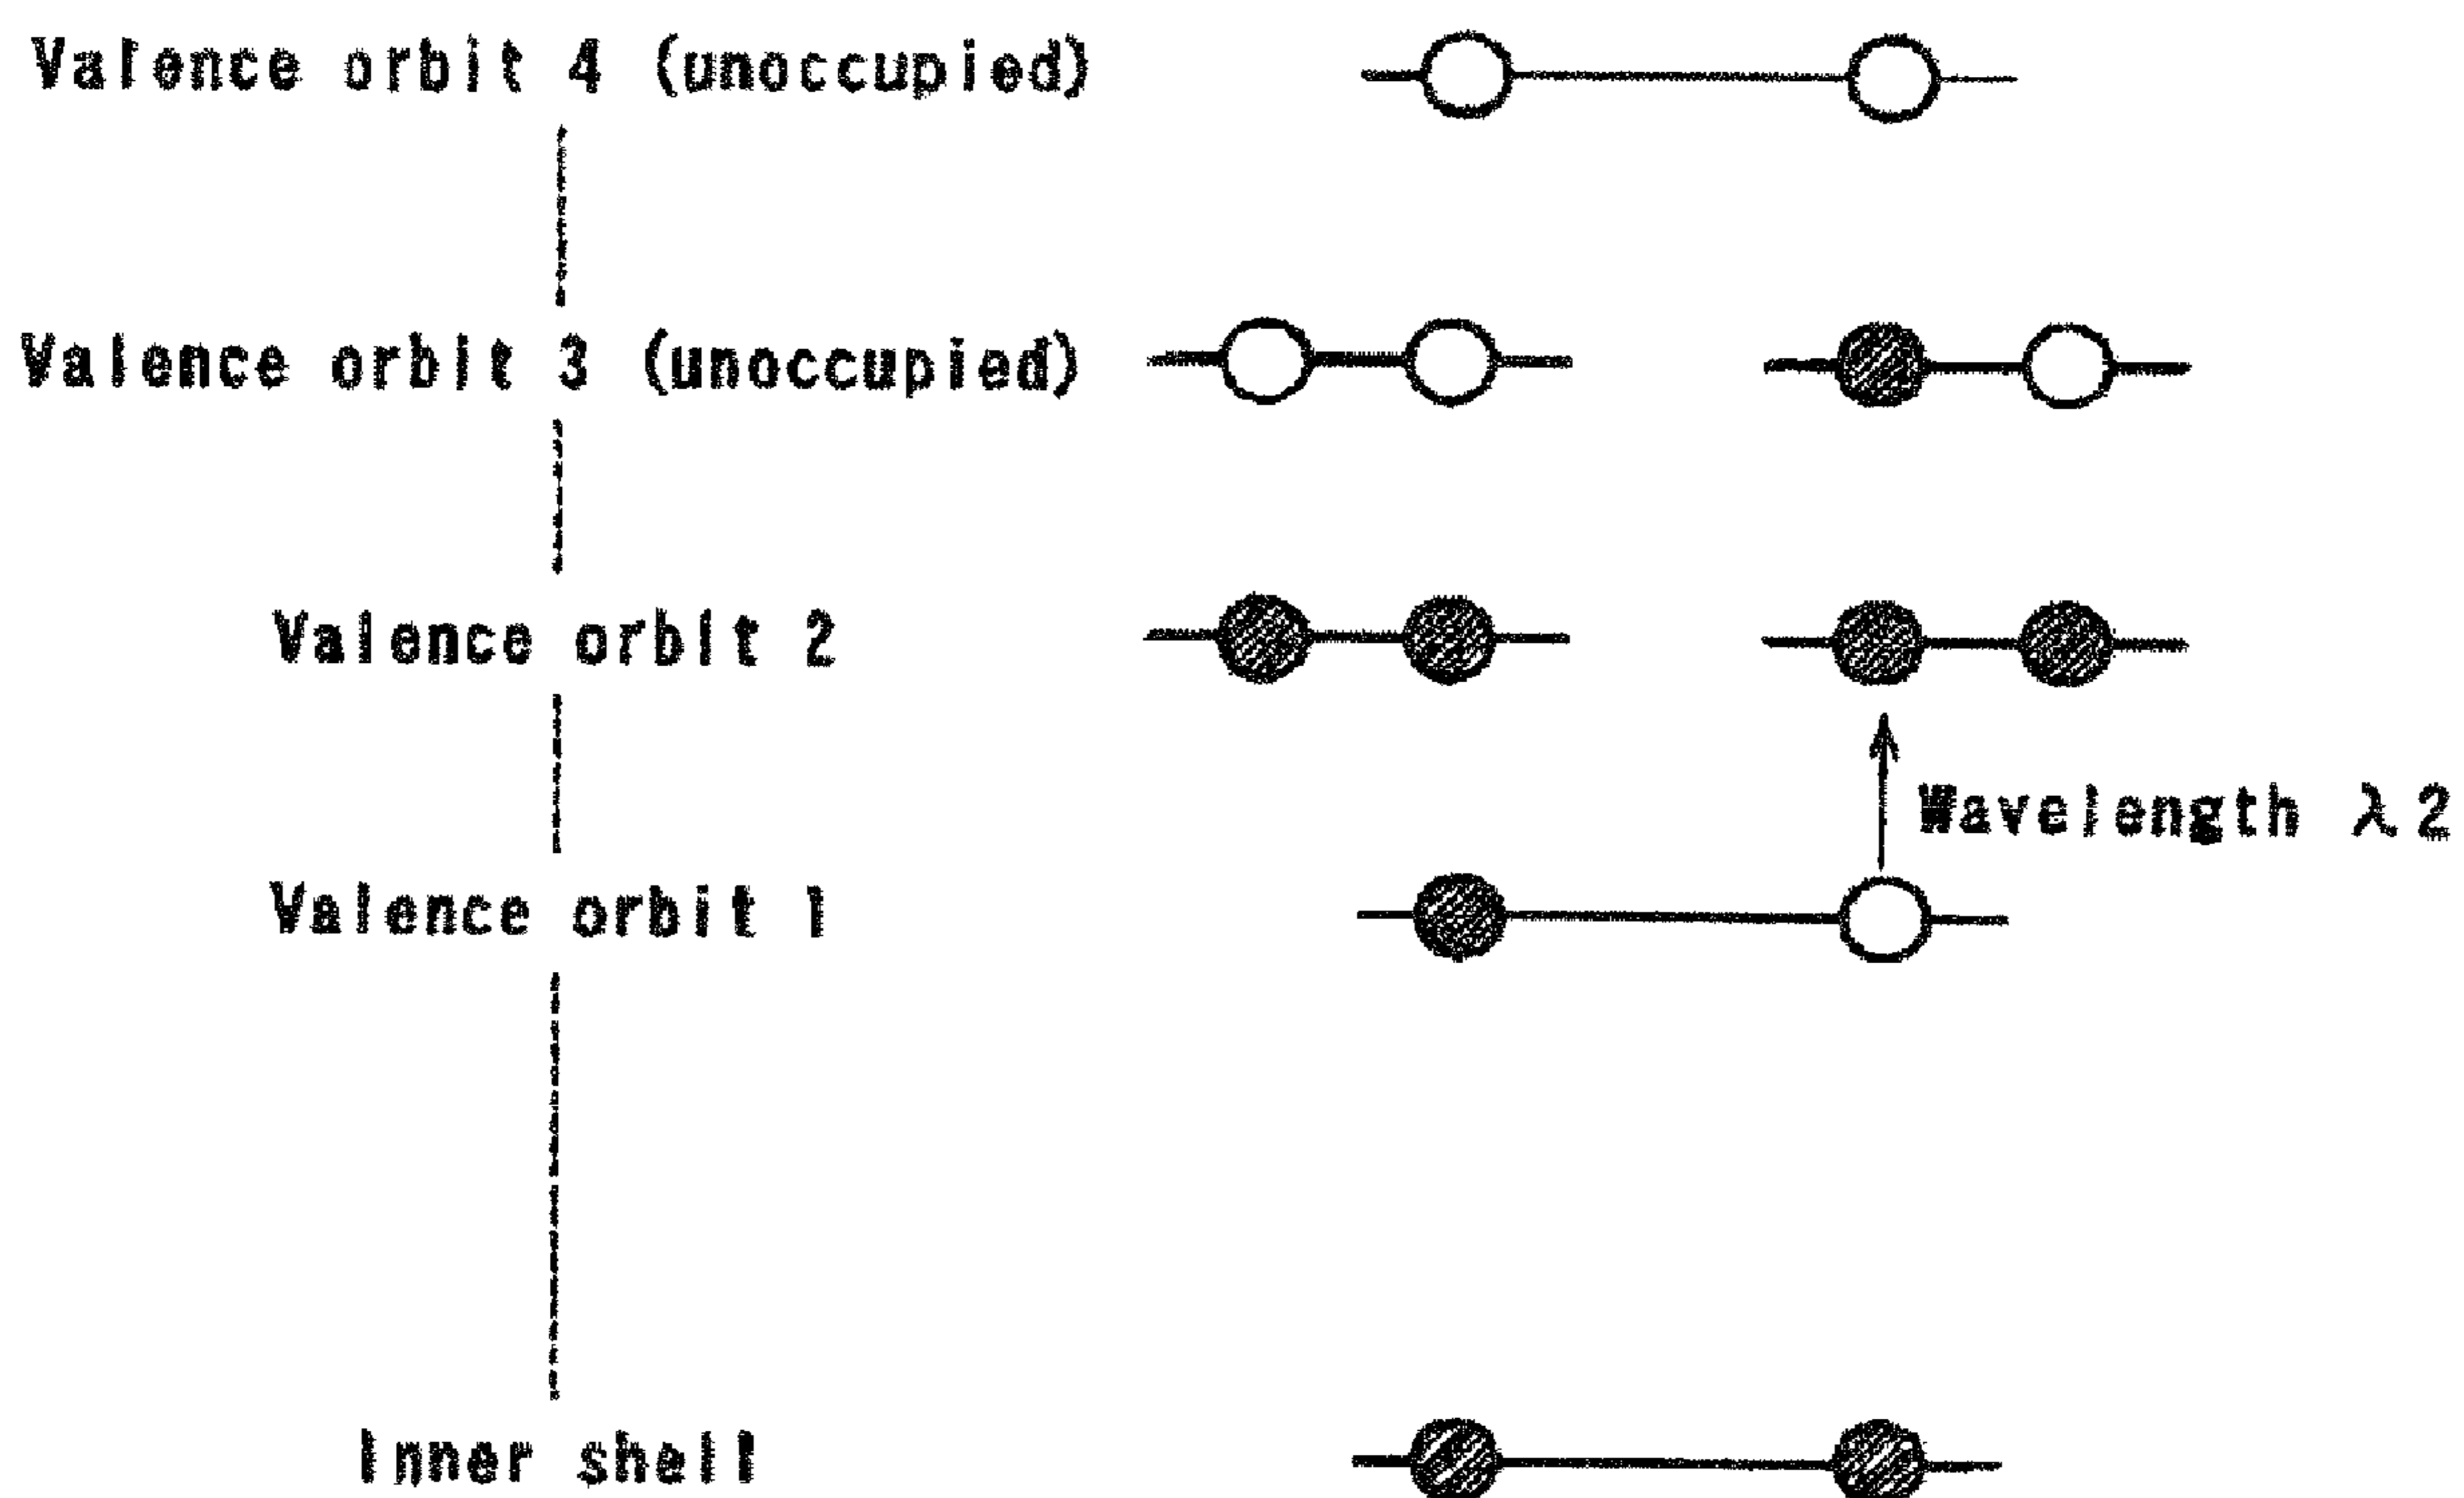 Valence orbit 4 (unoccupied)
Valence orbit 3 (unoccupied)
Valence orbit 2
Wavelength λ2
Valence orbit 1
Inner shell